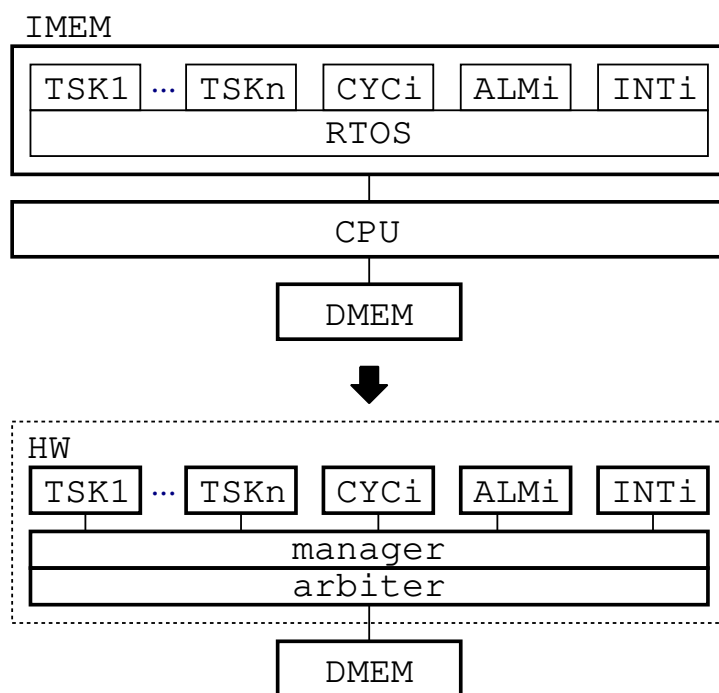 IMEM
TSK1 ... TSKn CYCi ALMi INTi
RTOS
CPU
DMEM
HW
TSK1 ... TSKn CYCi ALMi INTi
manager
arbiter
DMEM